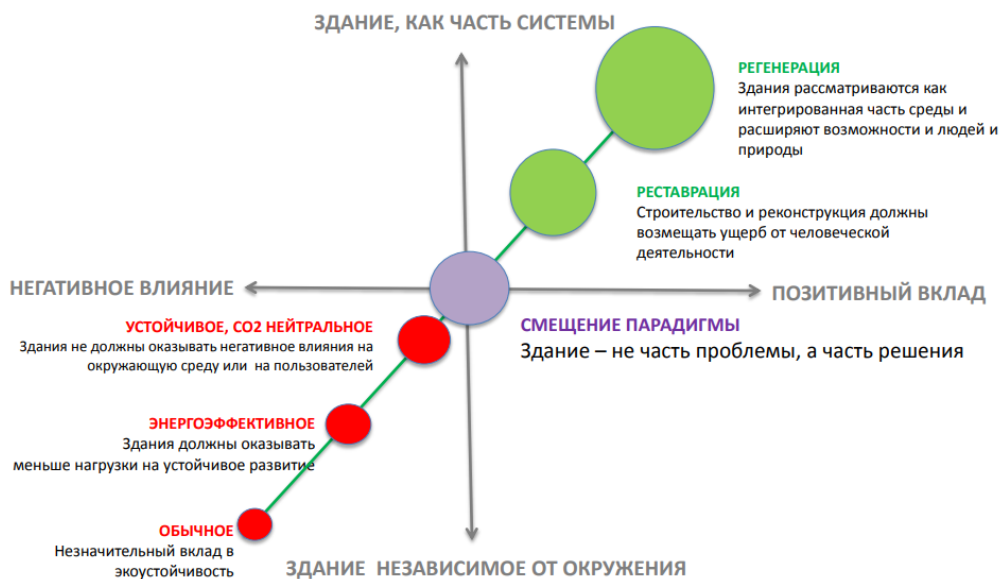 ЗДАНИЕ, КАК ЧАСТЬ СИСТЕМЫ
РЕГЕНЕРАЦИЯ
Здания рассматриваются как
интегрированная часть среды и
расширяют возможности и людей и
природы
РЕСТАВРАЦИЯ
Строительство и реконструкция должны
возмещать ущерб от человеческой
деятельности
НЕГАТИВНОЕ ВЛИЯНИЕ
ПОЗИТИВНЫЙ ВКЛАД
УСТОЙЧИВОЕ, СО2 НЕЙТРАЛЬНОЕ
Здания не должны оказывать негативное влияния на
окружающую среду или на пользователей
СМЕЩЕНИЕ ПАРАДИГМЫ
Здание – не часть проблемы, а часть решения
ЭНЕРГОЭФФЕКТИВНОЕ
Здания должны оказывать
меньше нагрузки на устойчивое развитие
ОБЫЧНОЕ
Незначительный вклад в
экоустойчивость
ЗДАНИЕ НЕЗАВИСИМОЕ ОТ ОКРУЖЕНИЯ